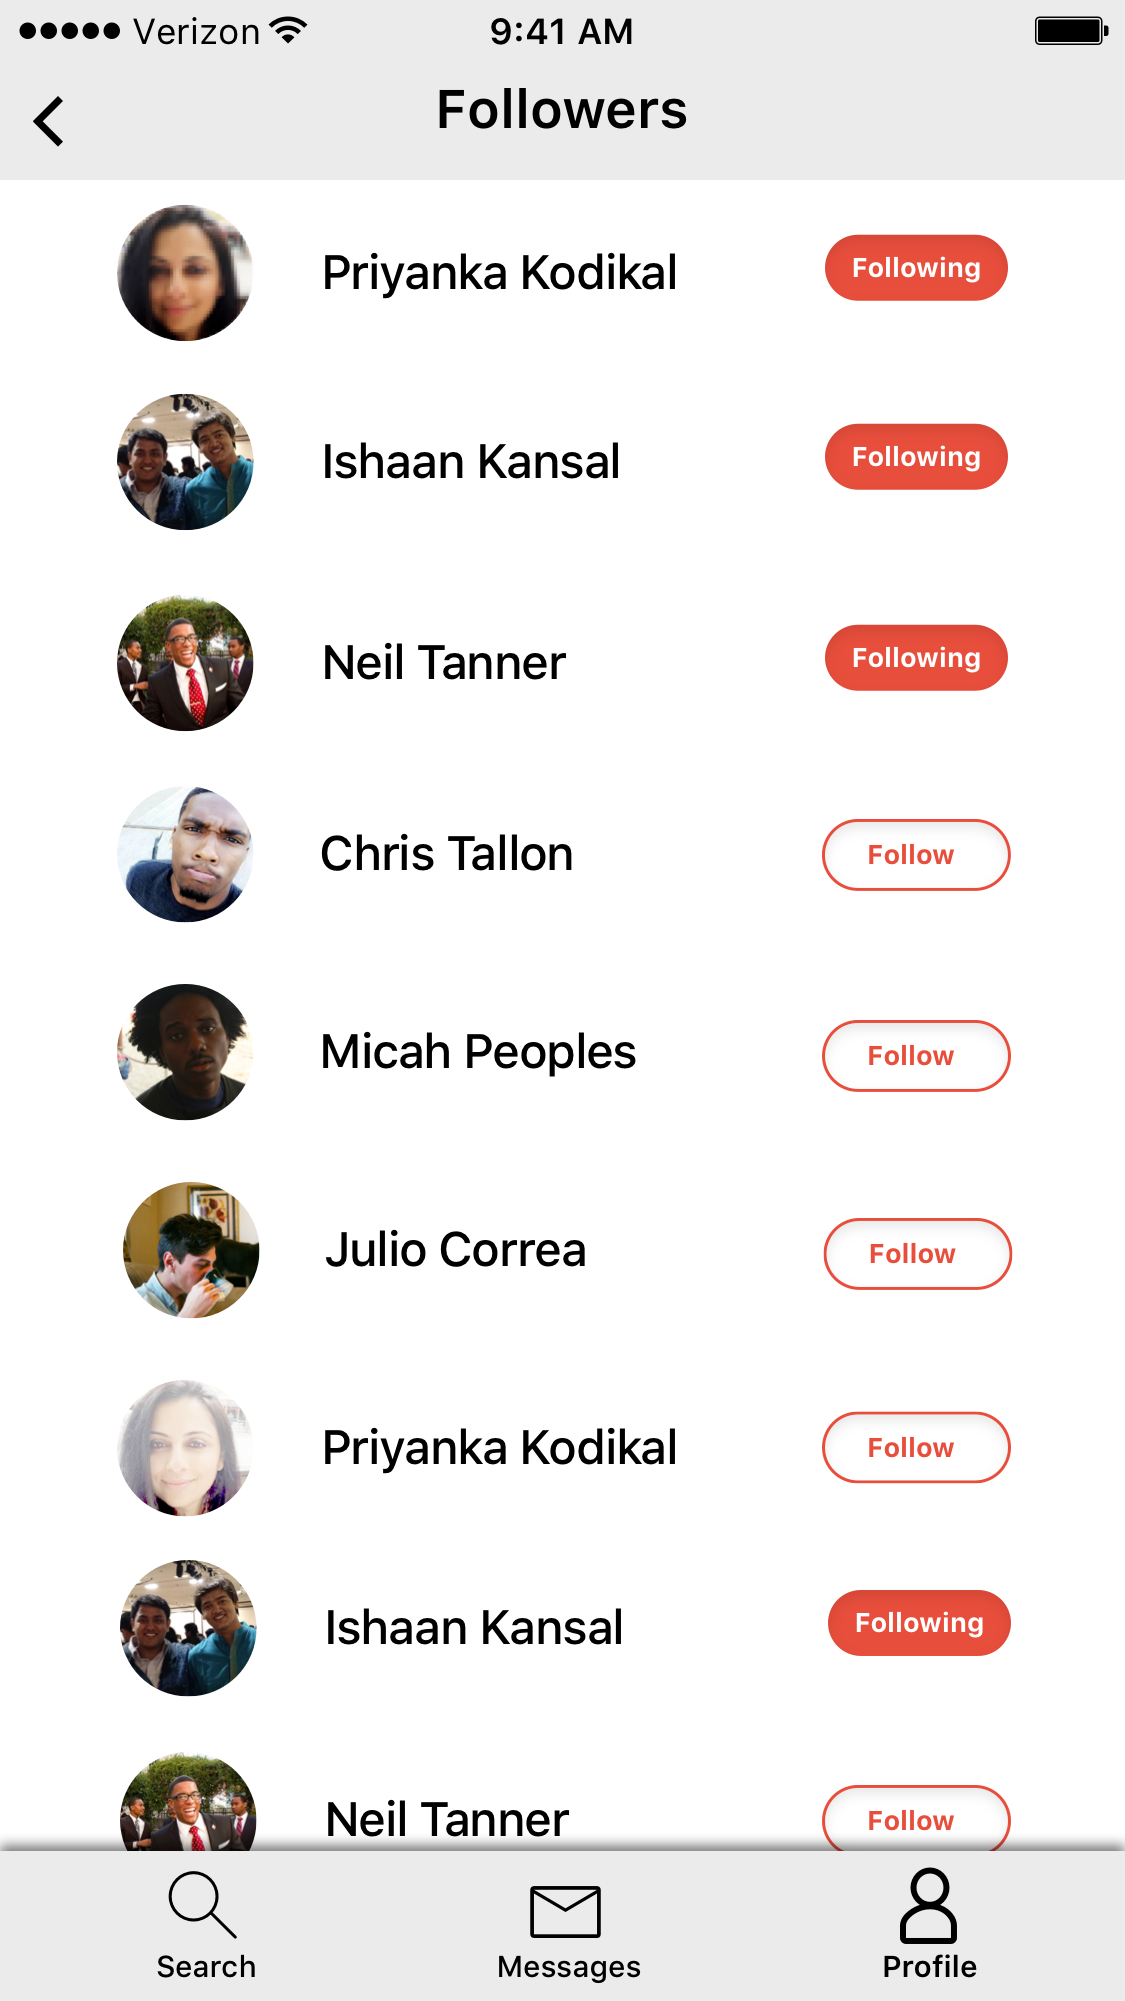 Verizon 9:41 AM
Followers
Priyanka Kodikal Following
Ishaan Kansal Following
Neil Tanner Following
Chris Tallon Follow
Micah Peoples Follow
Julio Correa Follow
Priyanka Kodikal Follow
Ishaan Kansal Following
Neil Tanner Follow
Search Messages Profile